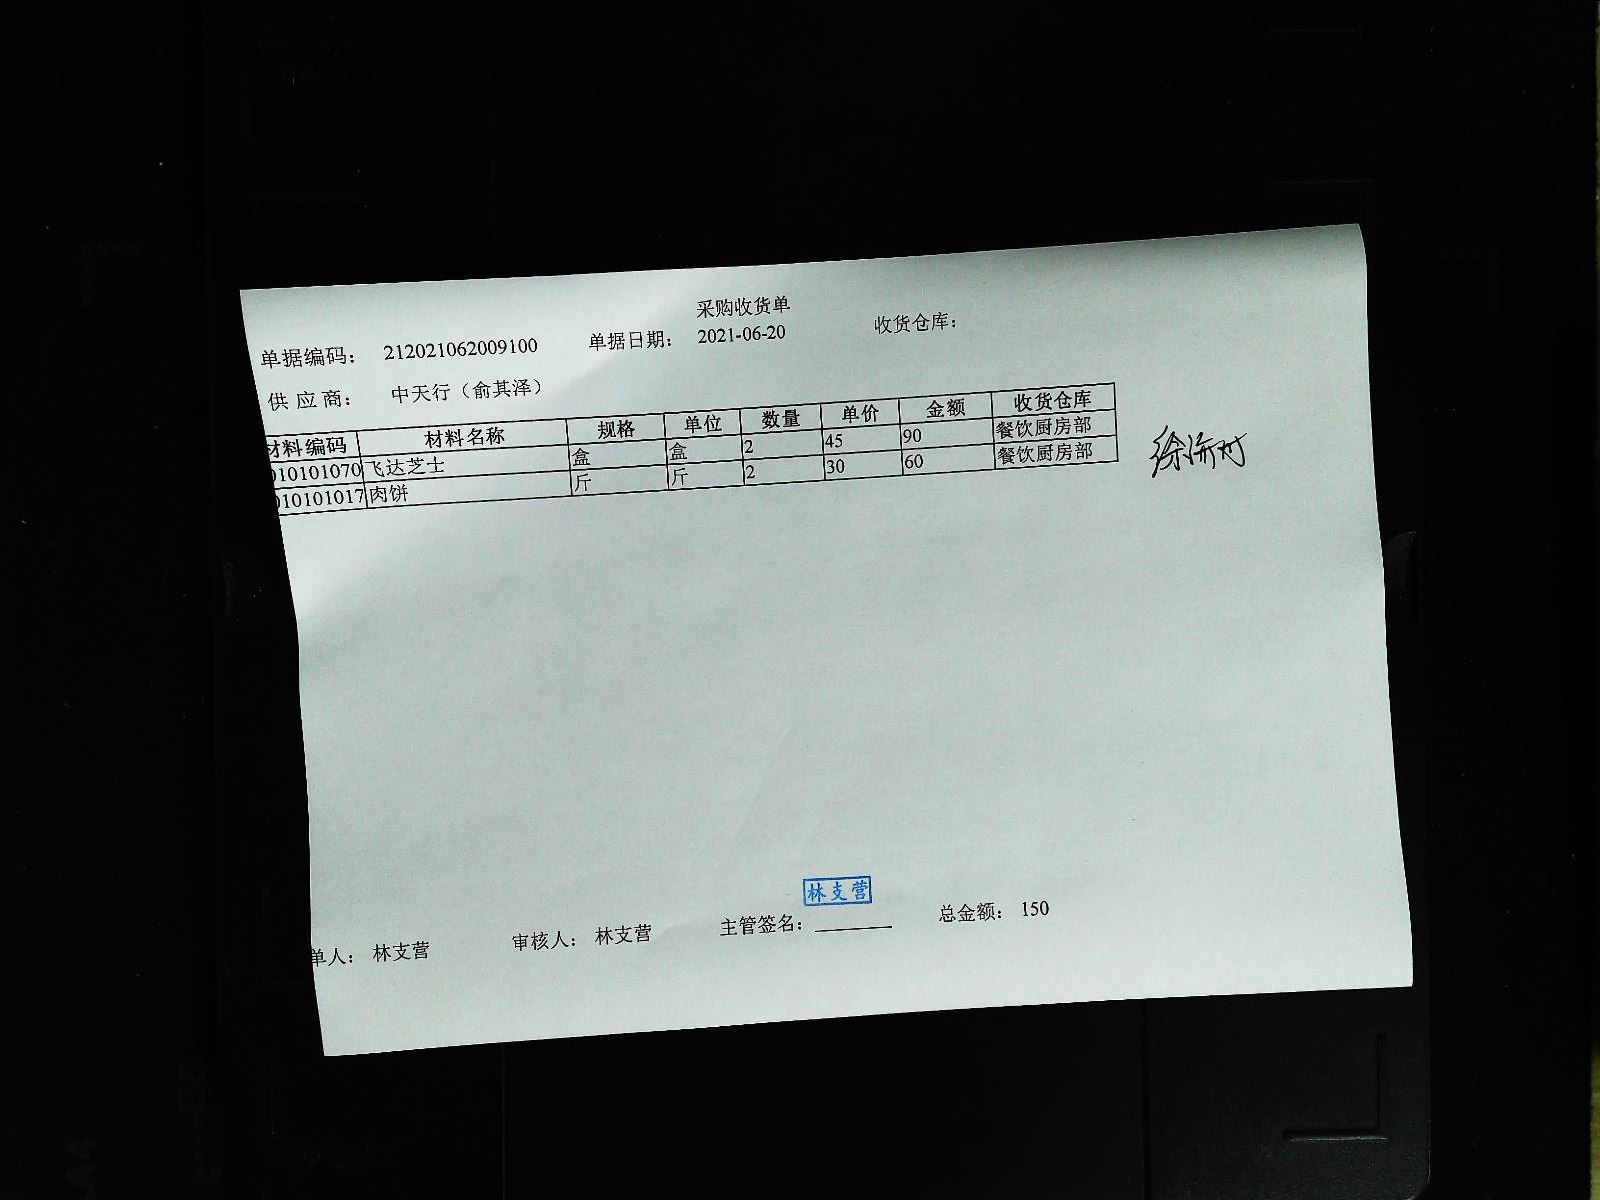 采购收货单
单据编码： 212021062009100 单据日期： 2021-06-20 收货仓库：
供应商： 中天行（俞其泽）
材料编码 材料名称 规格 单位 数量 单价 金额 收货仓库
010101070 飞达芝士 盒 盒 2 45 90 餐饮厨房部
010101017 肉饼 斤 斤 2 30 60 餐饮厨房部
林支营
单人： 林支营 审核人： 林支营 主管签名： 总金额： 150